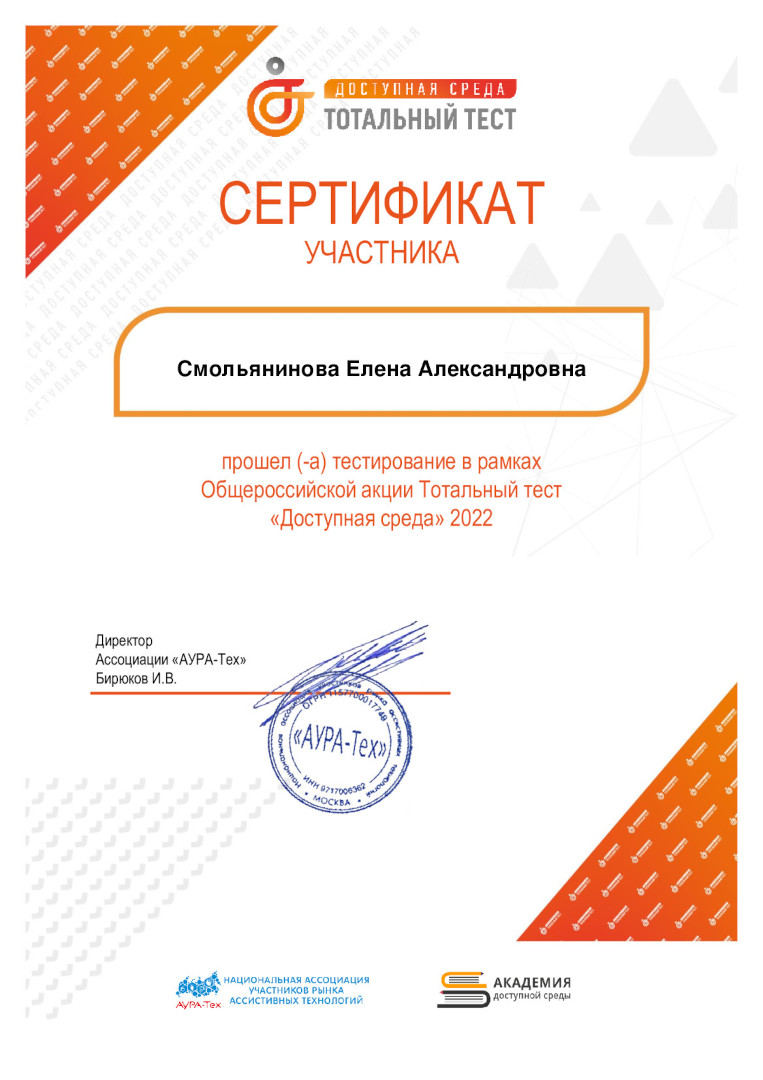 ДОСТУПНАЯ СРЕДА
ТОТАЛЬНЫЙ ТЕСТ
СЕРТИФИКАТ
УЧАСТНИКА
Смольянинова Елена Александровна
прошел (-а) тестирование в рамках
Общероссийской акции Тотальный тест
«Доступная среда» 2022
Директор
Ассоциации «АУРА-Тех»
Бирюков И.В.
ОГРН 1157700017749
«АУРА-Тех»
ИНН 9717006362
• МОСКВА •
АУРА-Тех
НАЦИОНАЛЬНАЯ АССОЦИАЦИЯ
УЧАСТНИКОВ РЫНКА
АССИСТИВНЫХ ТЕХНОЛОГИЙ
АКАДЕМИЯ
доступной среды